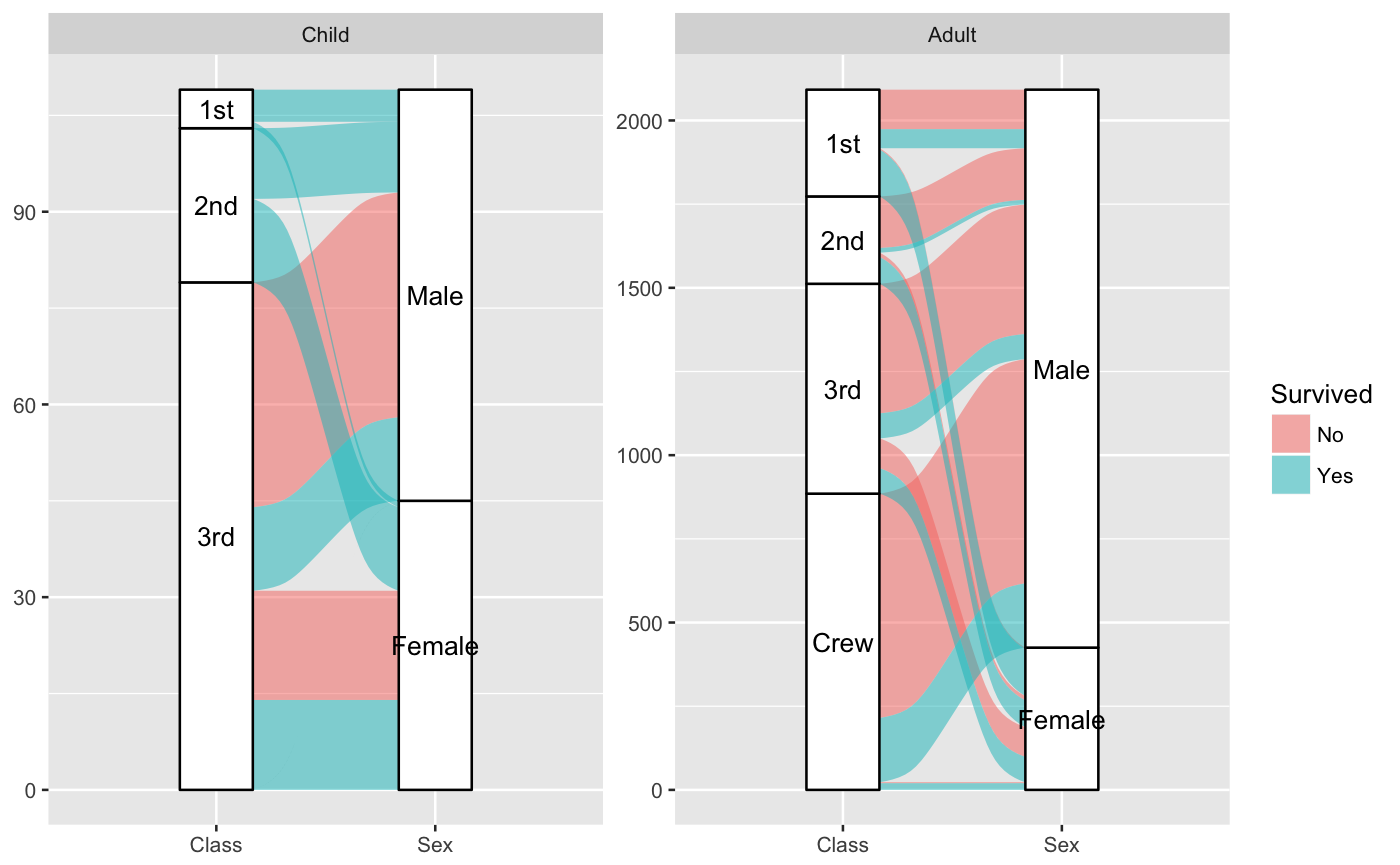 Child
1st
2nd
3rd
Male
Female
90
60
30
0
Class
Sex
Adult
1st
2nd
3rd
Crew
Male
Female
2000
1500
1000
500
0
Class
Sex
Survived
No
Yes